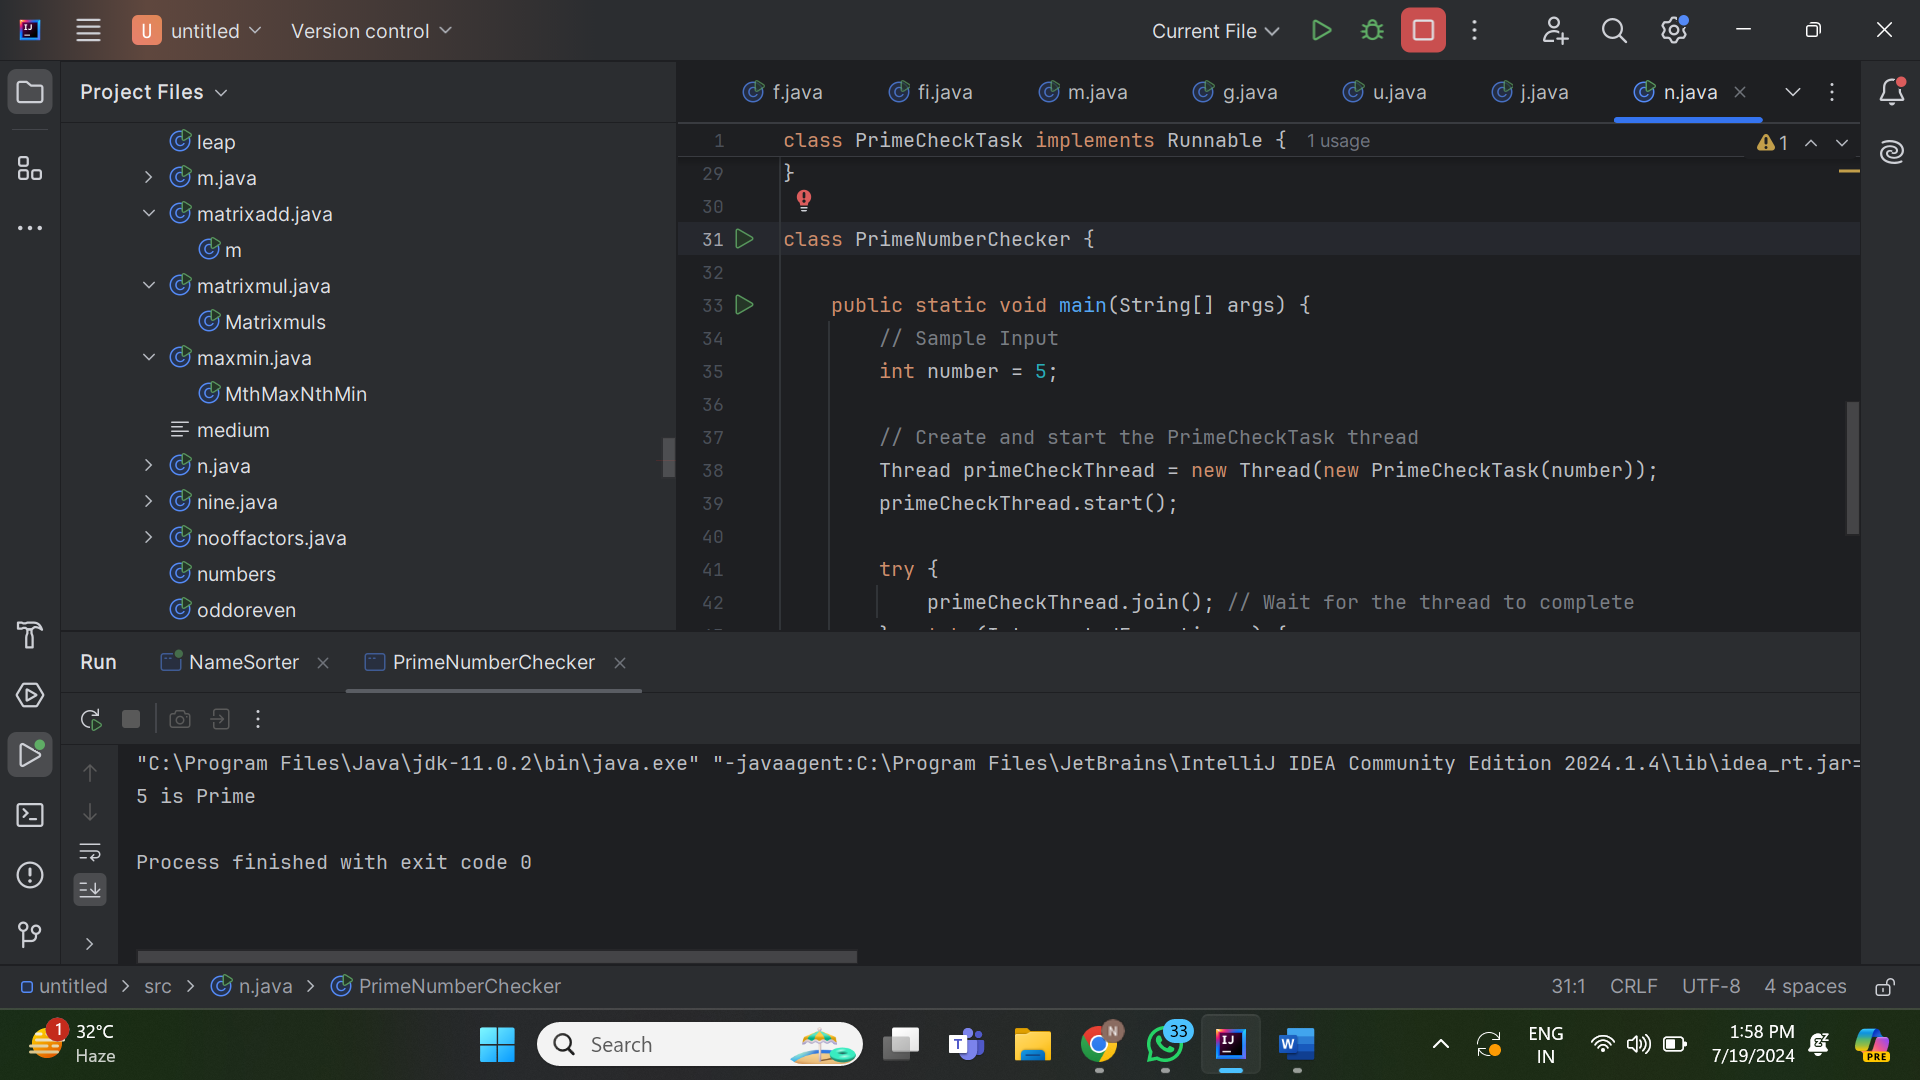 U untitled Version control Current File
Project Files
leap
m.java
matrixadd.java
m
matrixmul.java
Matrixmuls
maxmin.java
MthMaxNthMin
medium
n.java
nine.java
nooffactors.java
numbers
oddoreven
f.java fi.java m.java g.java u.java j.java n.java
1 class PrimeCheckTask implements Runnable { 1 usage
1
29 }
30
31 class PrimeNumberChecker {
32
33 public static void main(String[] args) {
34 // Sample Input
35 int number = 5;
36
37 // Create and start the PrimeCheckTask thread
38 Thread primeCheckThread = new Thread(new PrimeCheckTask(number));
39 primeCheckThread.start();
40
41 try {
42 primeCheckThread.join(); // Wait for the thread to complete
Run NameSorter PrimeNumberChecker
"C:\Program Files\Java\jdk-11.0.2\bin\java.exe" "-javaagent:C:\Program Files\JetBrains\IntelliJ IDEA Community Edition 2024.1.4\lib\idea_rt.jar=
5 is Prime
Process finished with exit code 0
untitled > src > n.java > PrimeNumberChecker
31:1 CRLF UTF-8 4 spaces
1 32°C
Haze
Search
N
33
ENG
IN
1:58 PM
7/19/2024
PRE